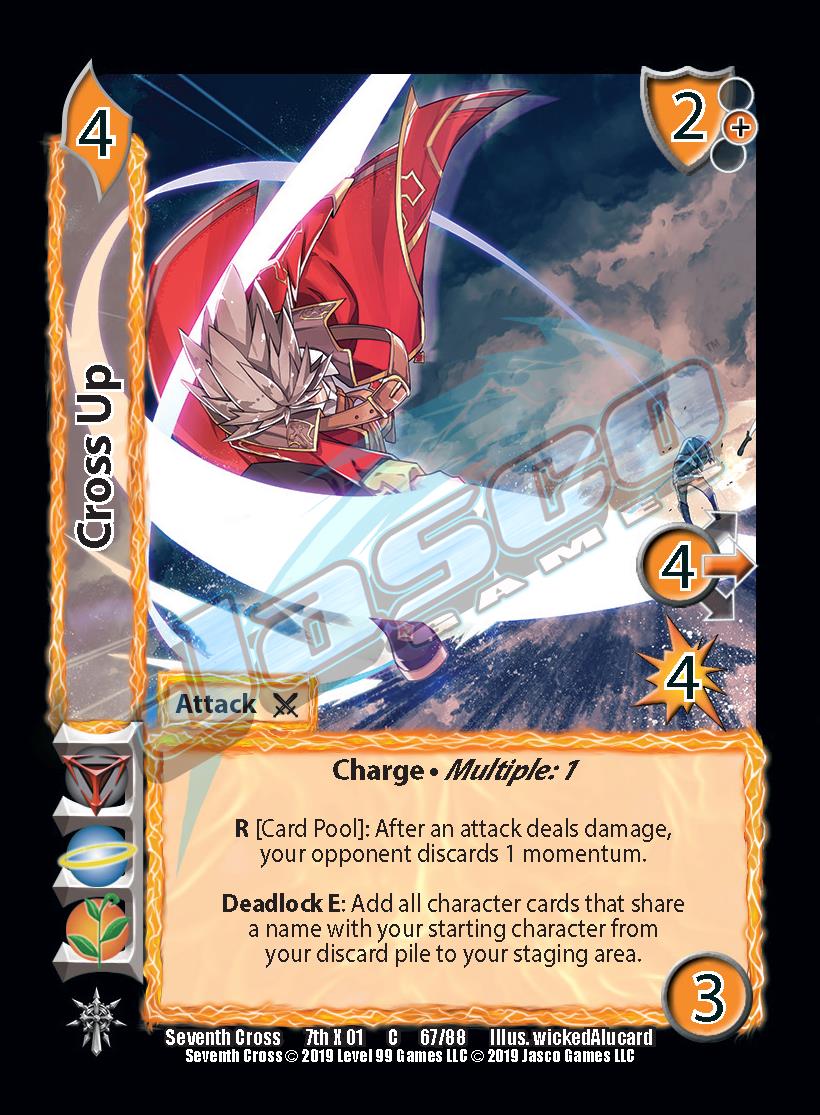 4
2
+
Cross Up
JASCO
GAMES
™
4
4
Attack
Charge • Multiple: 1
R [Card Pool]: After an attack deals damage,
your opponent discards 1 momentum.
Deadlock E: Add all character cards that share
a name with your starting character from
your discard pile to your staging area.
3
Seventh Cross 7th X 01 C 67/88 Illus. wickedAlucard
Seventh Cross © 2019 Level 99 Games LLC © 2019 Jasco Games LLC